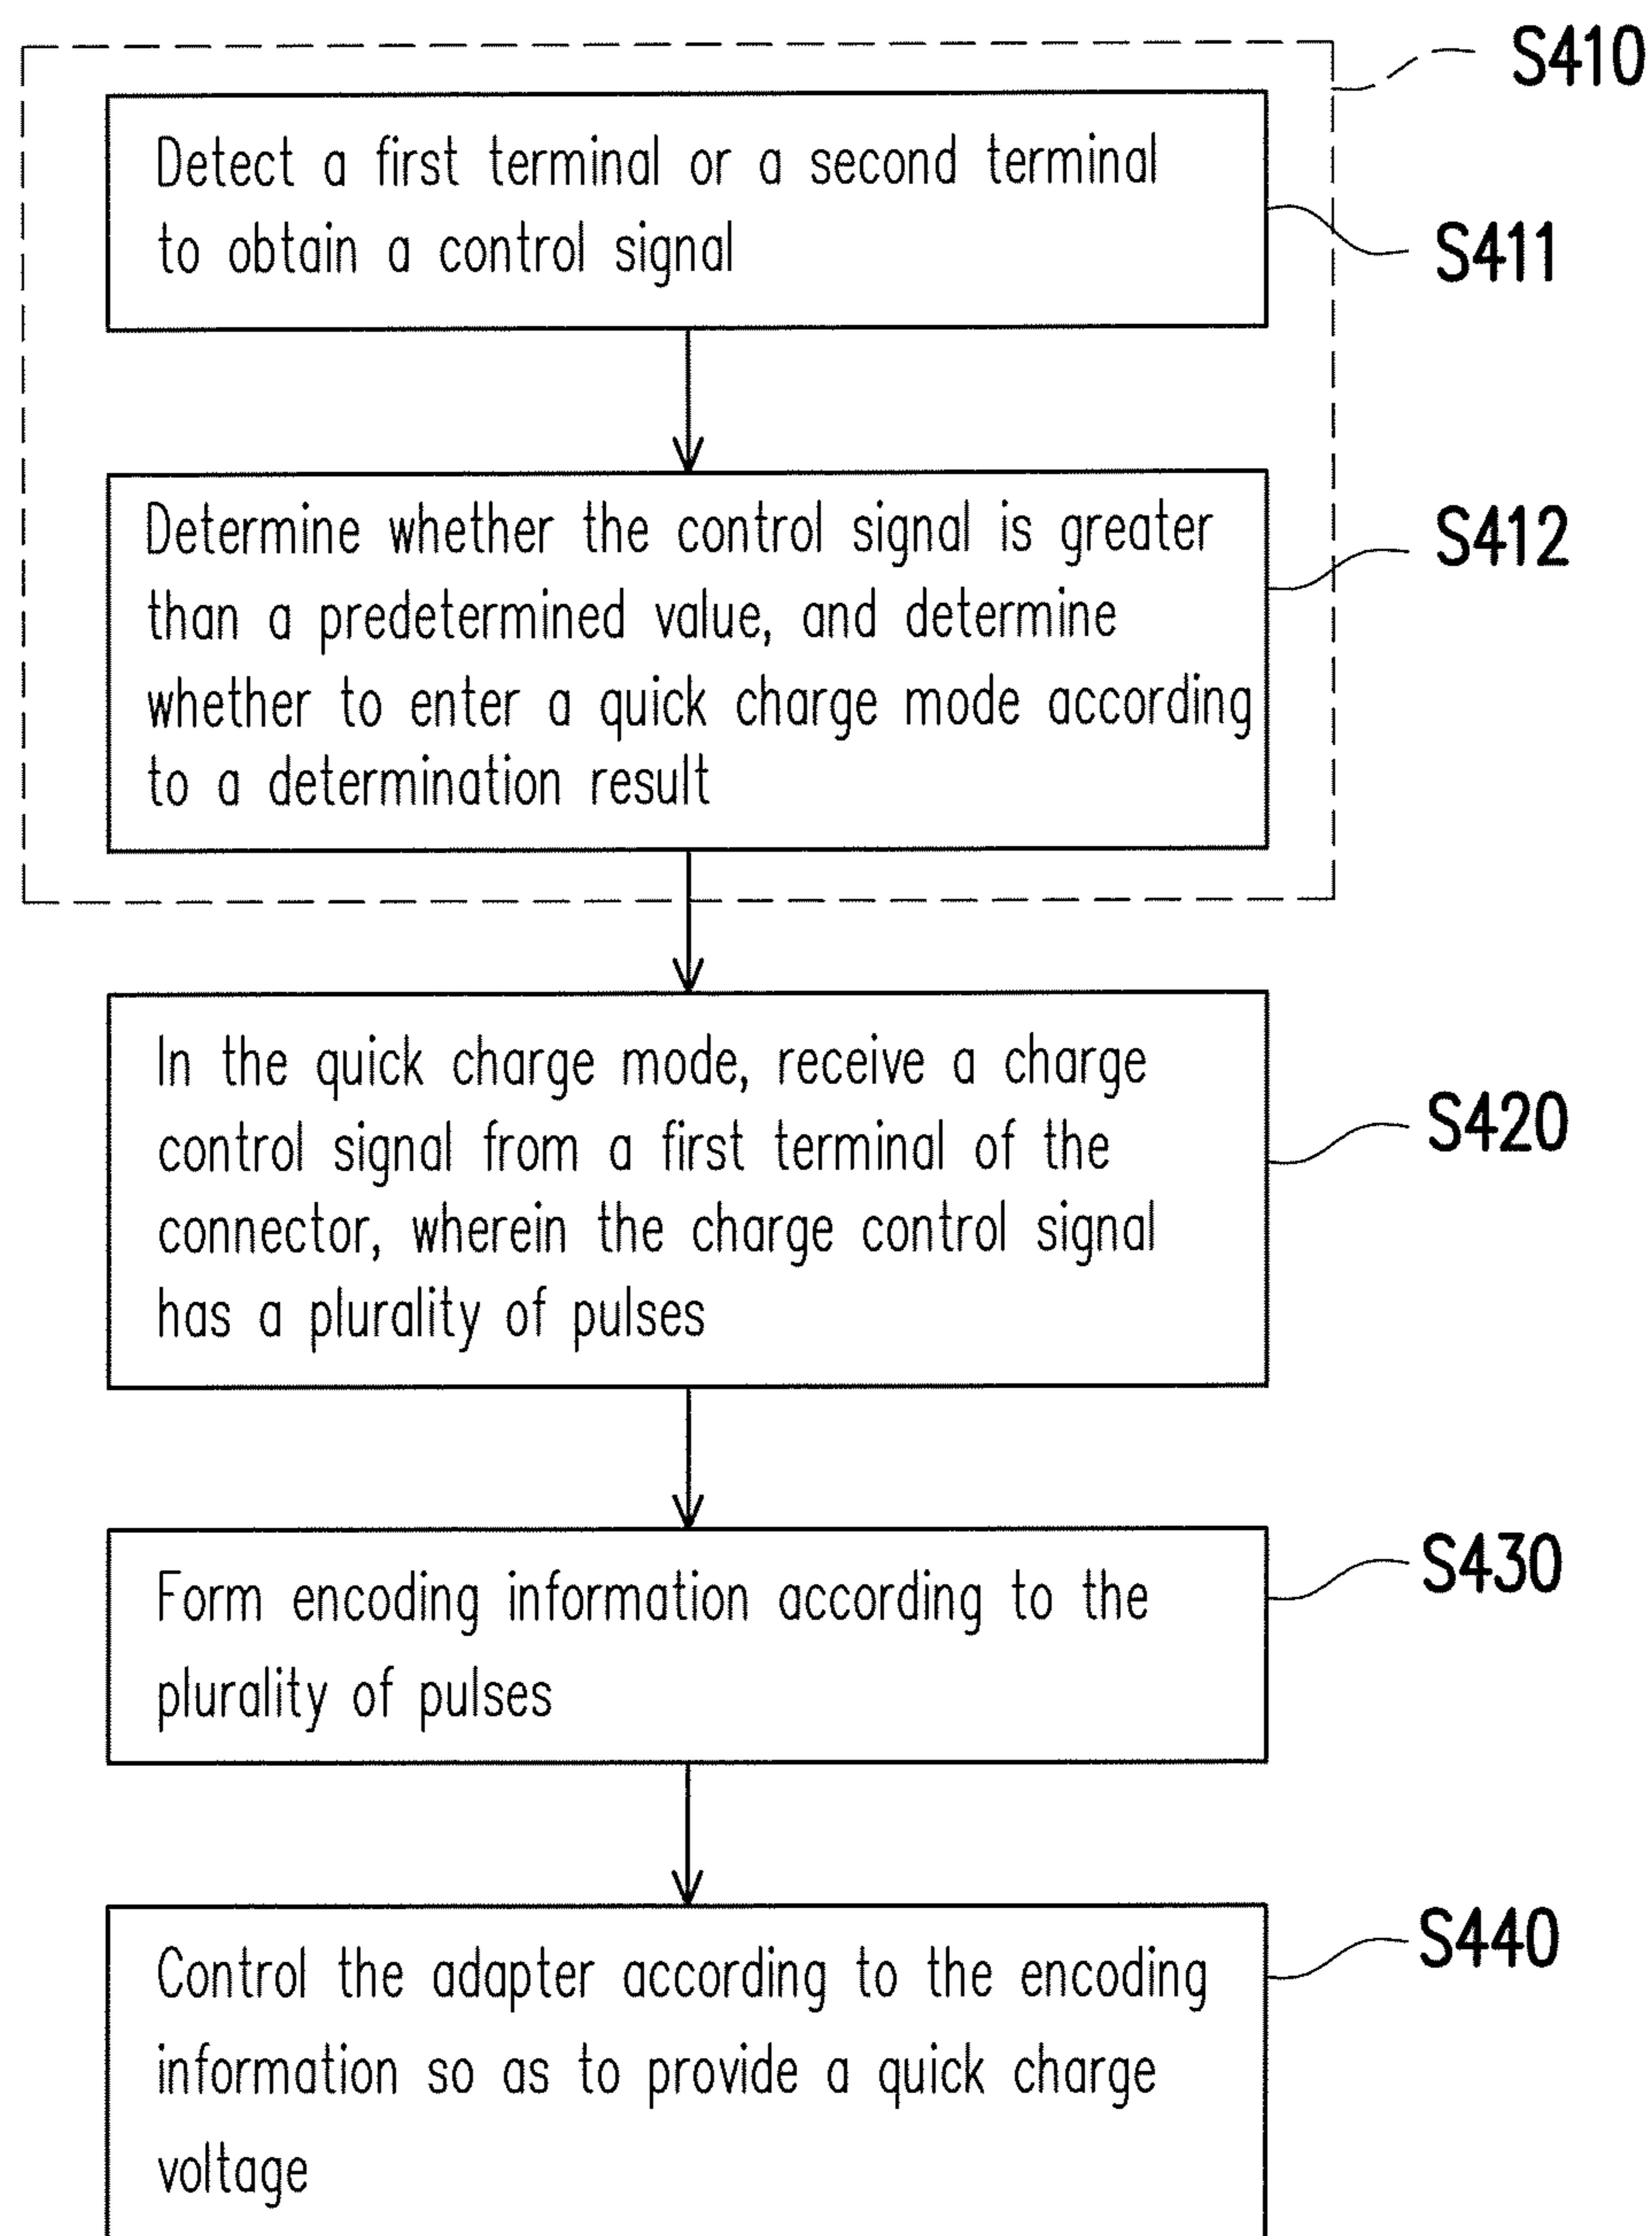 S410
Detect a first terminal or a second terminal
to obtain a control signal
S411
Determine whether the control signal is greater
than a predetermined value, and determine
whether to enter a quick charge mode according
to a determination result
S412
In the quick charge mode, receive a charge
control signal from a first terminal of the
connector, wherein the charge control signal
has a plurality of pulses
S420
Form encoding information according to the
plurality of pulses
S430
Control the adapter according to the encoding
information so as to provide a quick charge
voltage
S440